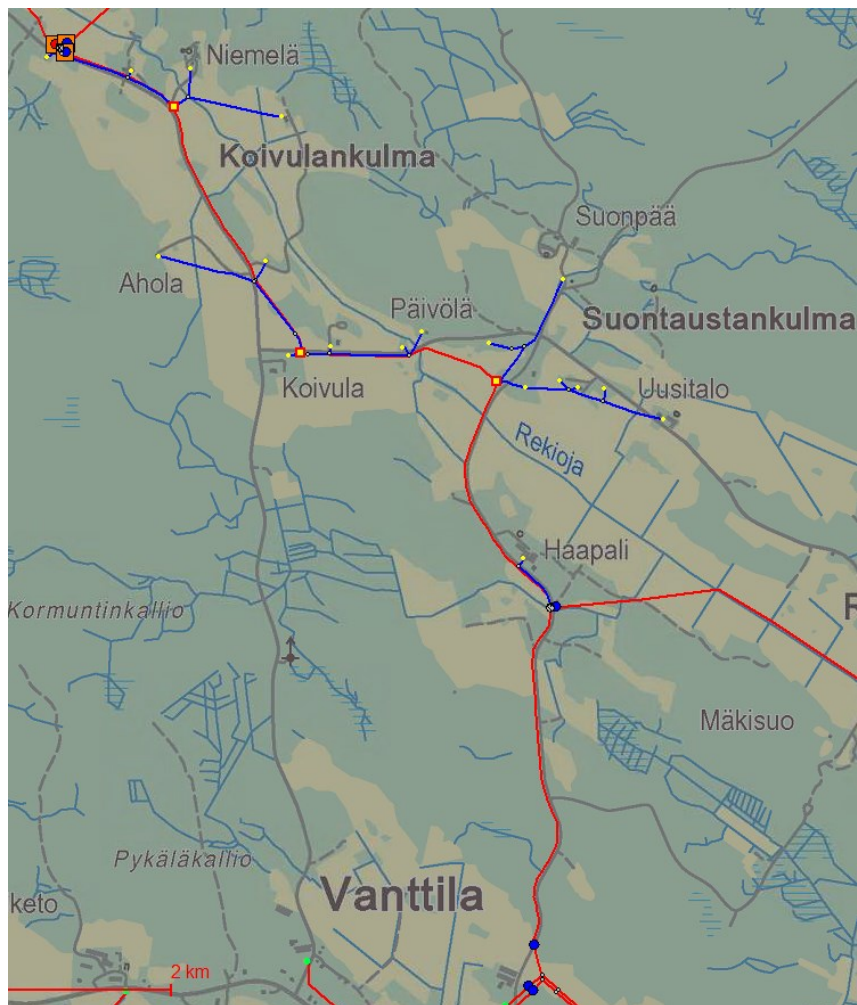 Niemelä
Koivulankulma
Suonpää
Ahola
Päivölä
Suontaustankulma
Koivula
Uusitalo
Rekioja
Haapali
Kormuntinkallio
R
Mäkisuo
Pykäläkallio
Vanttila
keto
2 km